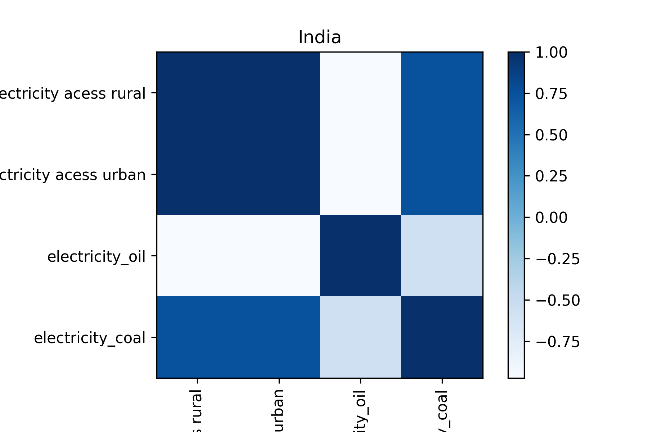 India
ectricity acess rural
ctricity acess urban
electricity_oil
electricity_coal
1.00
0.75
0.50
0.25
0.00
−0.25
−0.50
−0.75
s rural
urban
ity_oil
y_coal